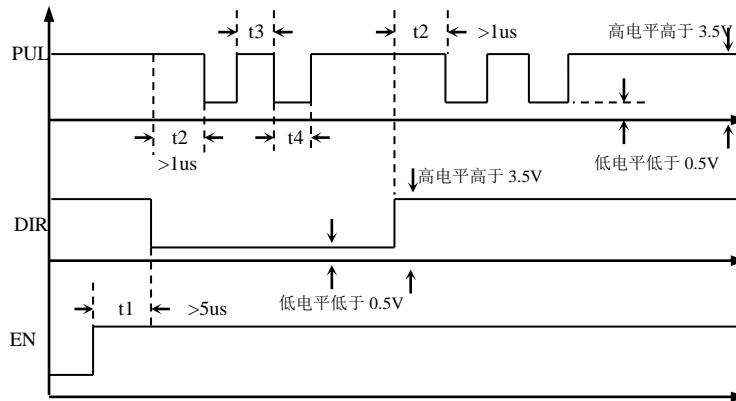 t3
t2
>1us
高电平高于 3.5V
PUL
t2
t4
>1us
低电平低于 0.5V
高电平高于 3.5V
DIR
t1
>5us
低电平低于 0.5V
EN